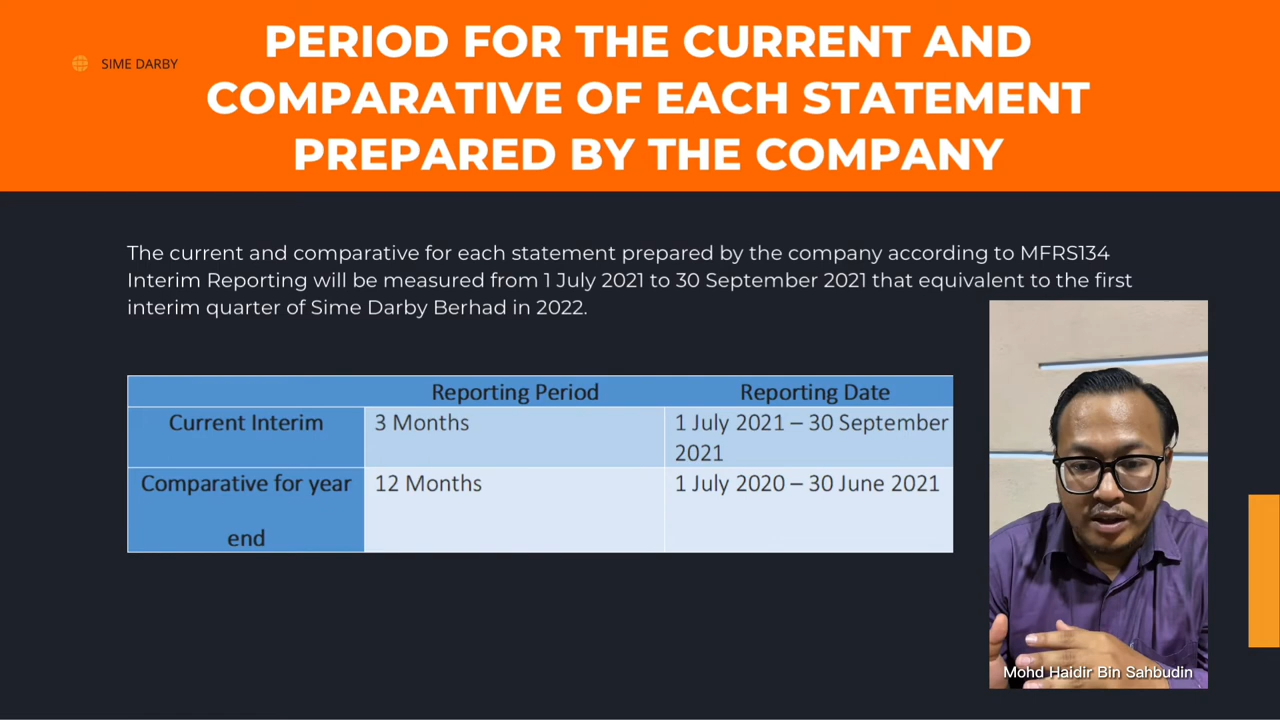 SIME DARBY
PERIOD FOR THE CURRENT AND
COMPARATIVE OF EACH STATEMENT
PREPARED BY THE COMPANY
The current and comparative for each statement prepared by the company according to MFRS134
Interim Reporting will be measured from 1 July 2021 to 30 September 2021 that equivalent to the first
interim quarter of Sime Darby Berhad in 2022.
Reporting Period Reporting Date
Current Interim 3 Months 1 July 2021 – 30 September
2021
Comparative for year 12 Months 1 July 2020 – 30 June 2021
end
Mohd Haidir Bin Sahbudin